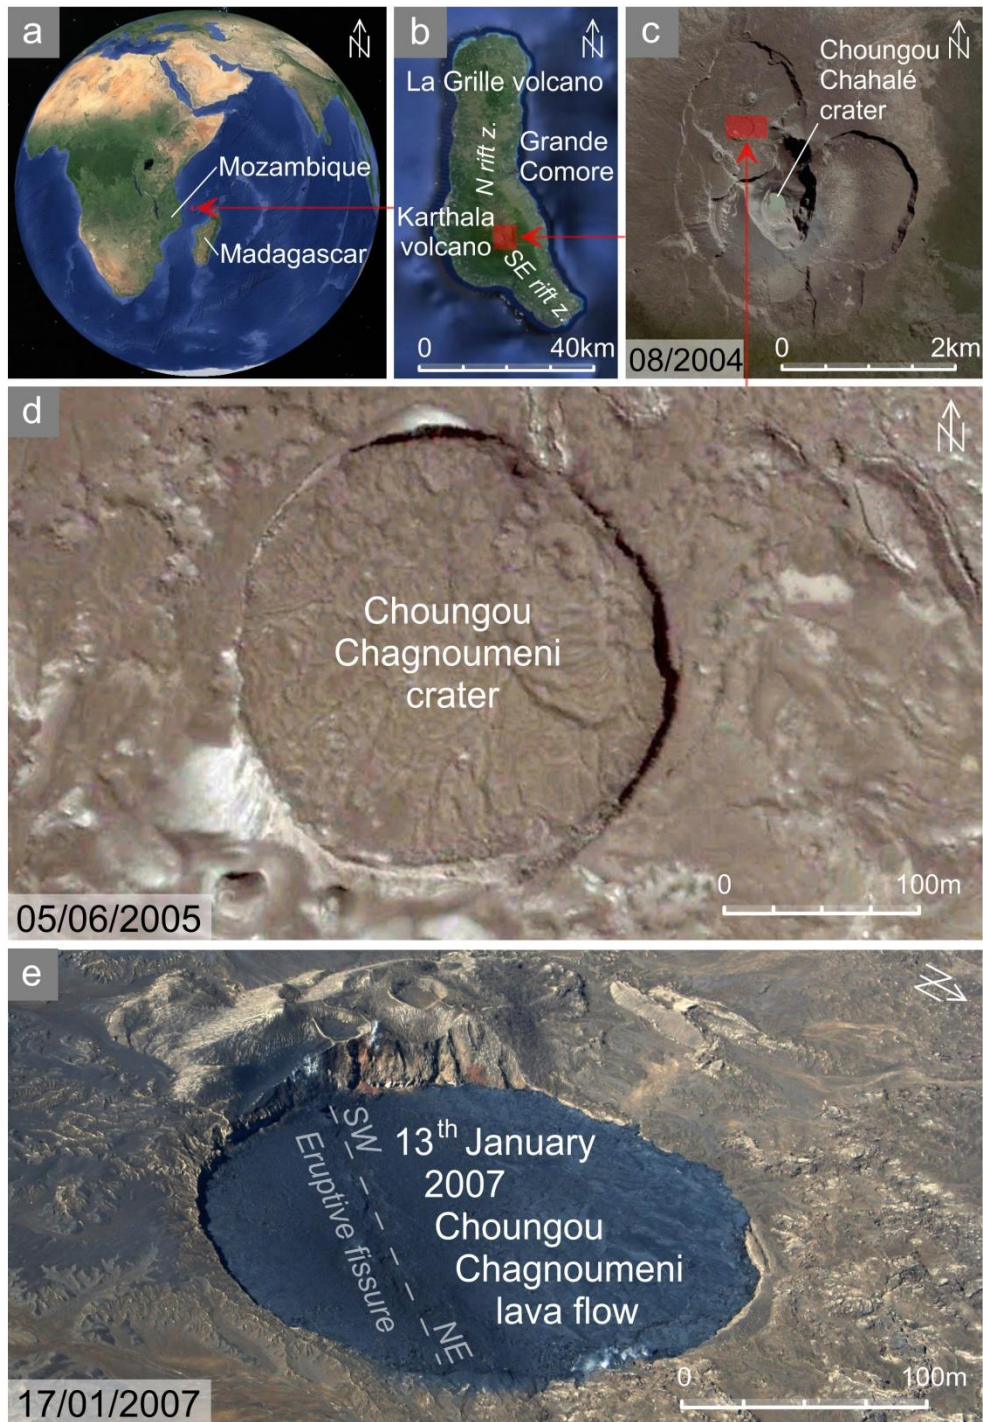 a
N
Mozambique
Madagascar
b
N
La Grille volcano
N rift z.
Grande
Comore
Karthala
volcano
SE rift z.
0 40km
c
N
Choungou
Chahalé
crater
08/2004
0 2km
d
N
Choungou
Chagnoumeni
crater
0 100m
05/06/2005
e
N
SW
Eruptive fissure
NE
13th January
2007
Choungou
Chagnoumeni
lava flow
0 100m
17/01/2007